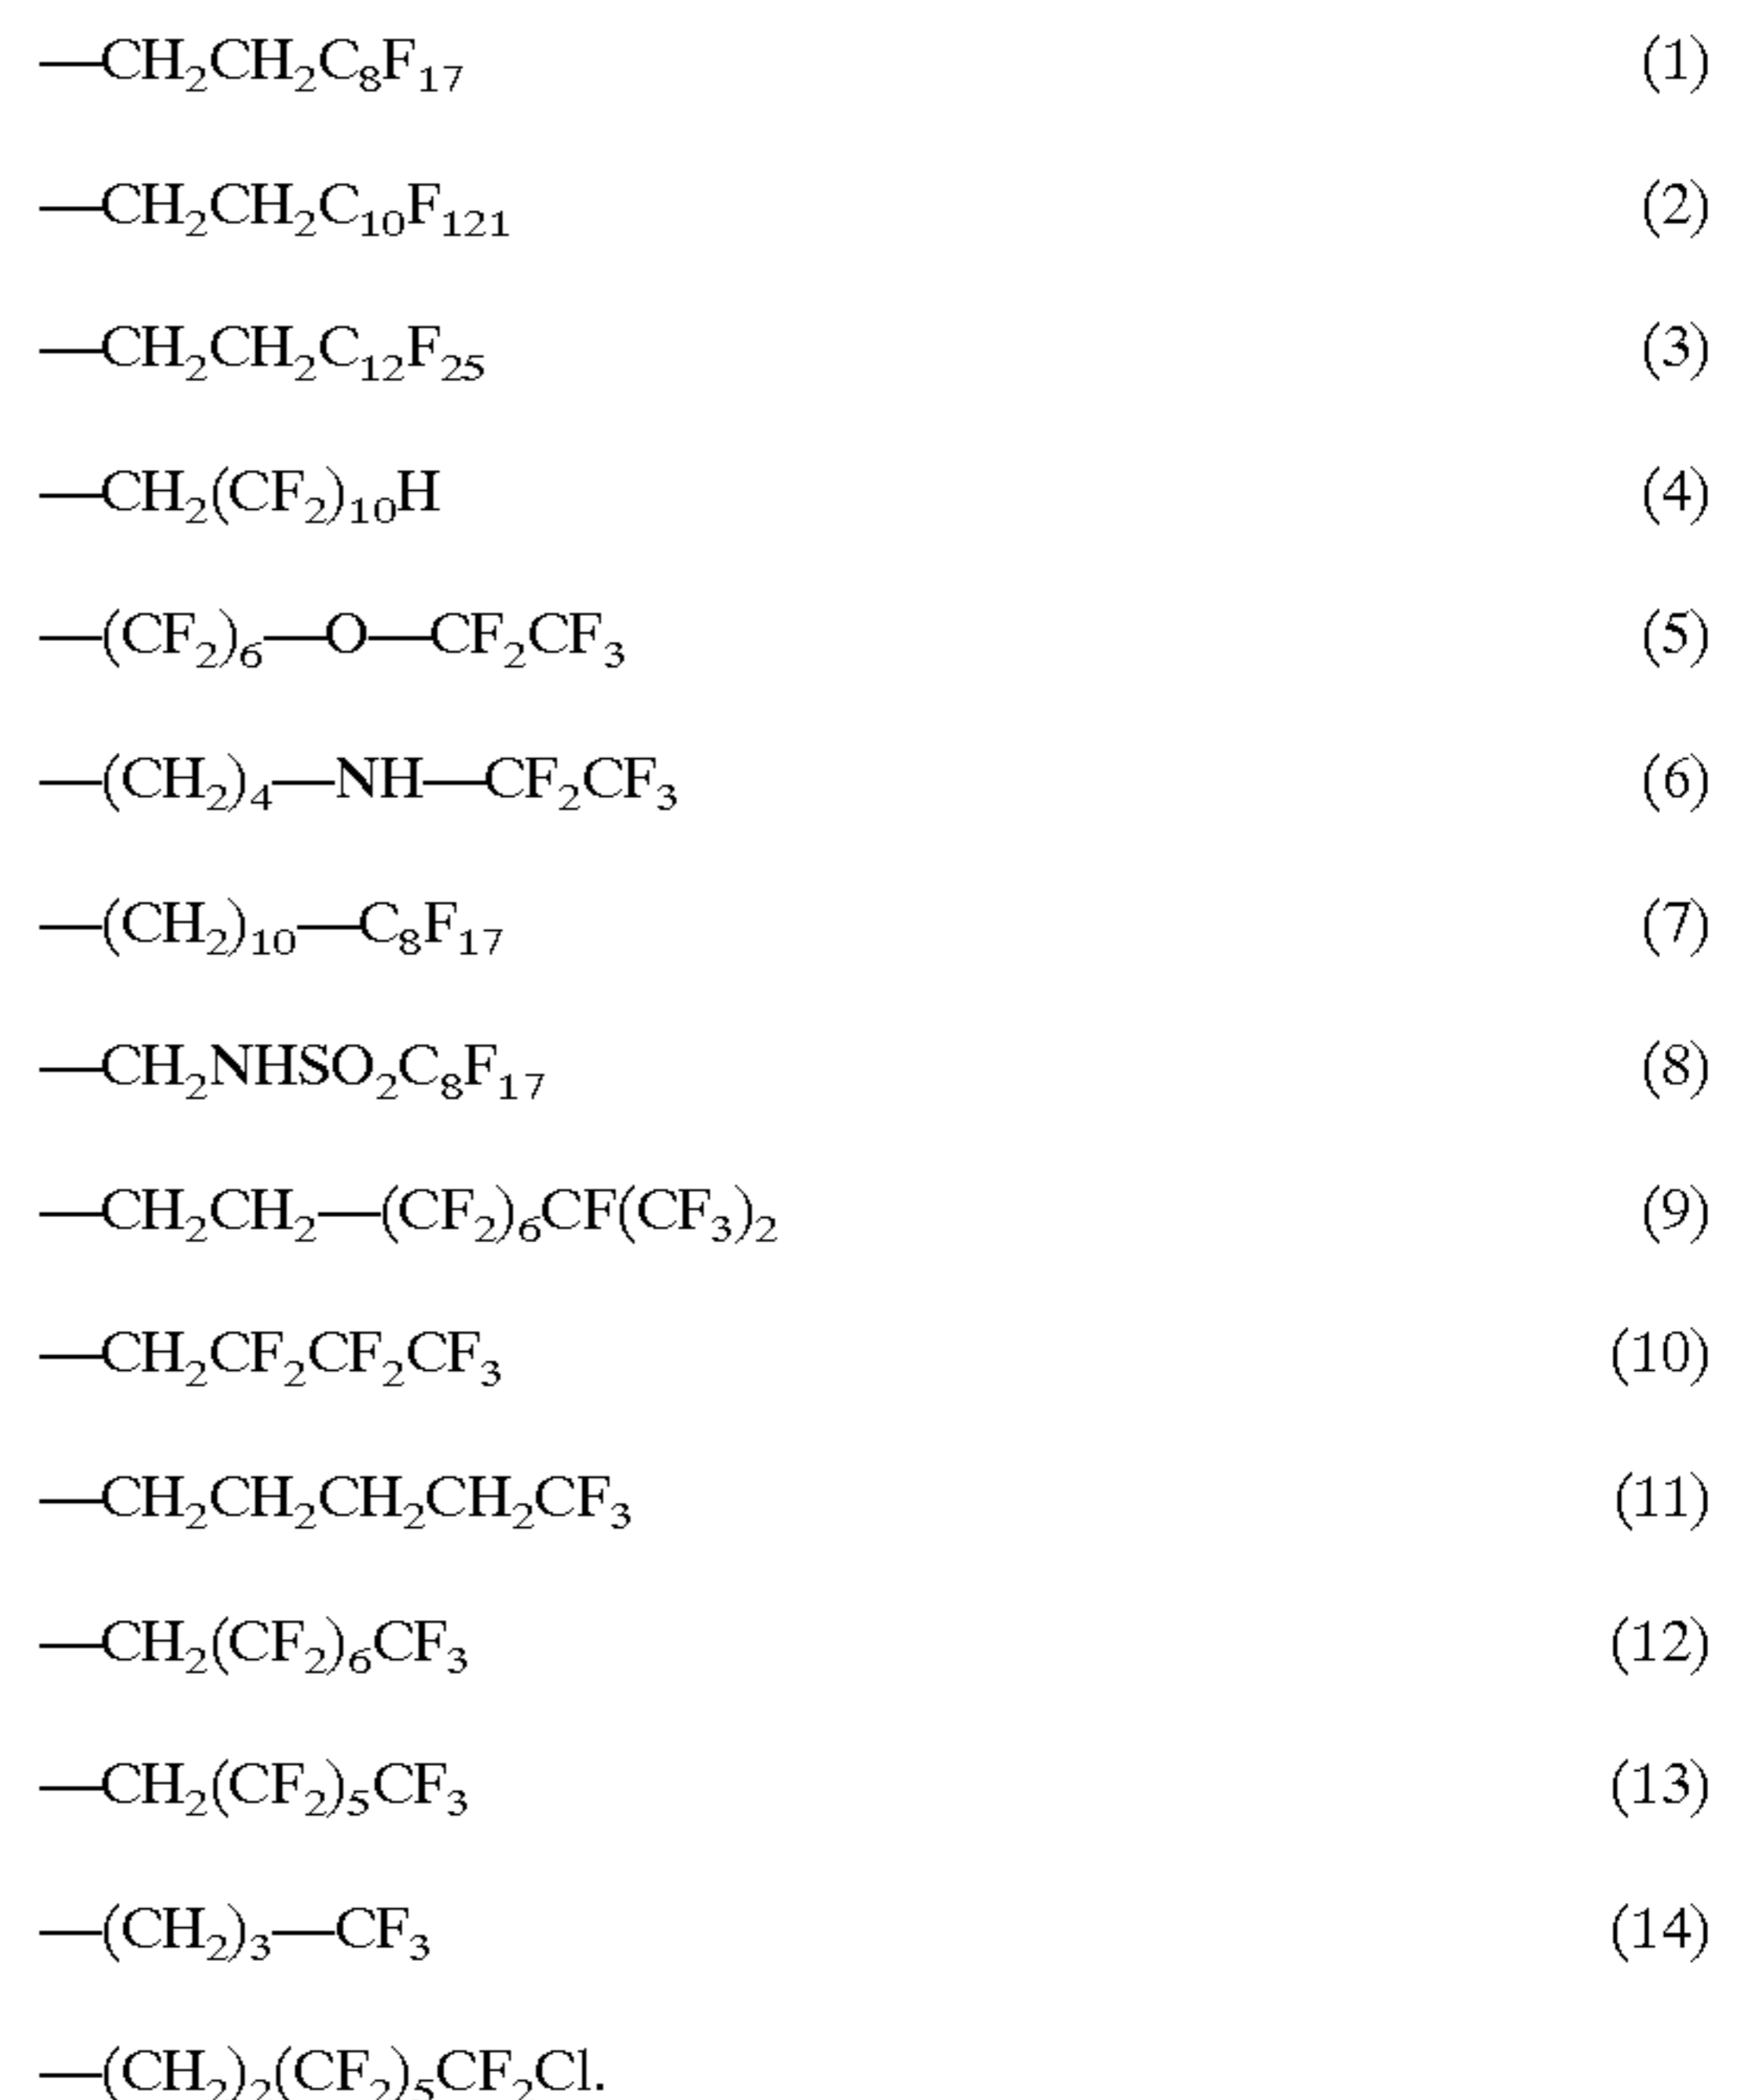 —CH₂CH₂C₈F₁₇ (1)
—CH₂CH₂C₁₀F₁₂₁ (2)
—CH₂CH₂C₁₂F₂₅ (3)
—CH₂(CF₂)₁₀H (4)
—(CF₂)₆—O—CF₂CF₃ (5)
—(CH₂)₄—NH—CF₂CF₃ (6)
—(CH₂)₁₀—C₈F₁₇ (7)
—CH₂NHSO₂C₈F₁₇ (8)
—CH₂CH₂—(CF₂)₆CF(CF₃)₂ (9)
—CH₂CF₂CF₂CF₃ (10)
—CH₂CH₂CH₂CH₂CF₃ (11)
—CH₂(CF₂)₆CF₃ (12)
—CH₂(CF₂)₅CF₃ (13)
—(CH₂)₃—CF₃ (14)
—(CH₂)₂(CF₂)₅CF₂Cl.